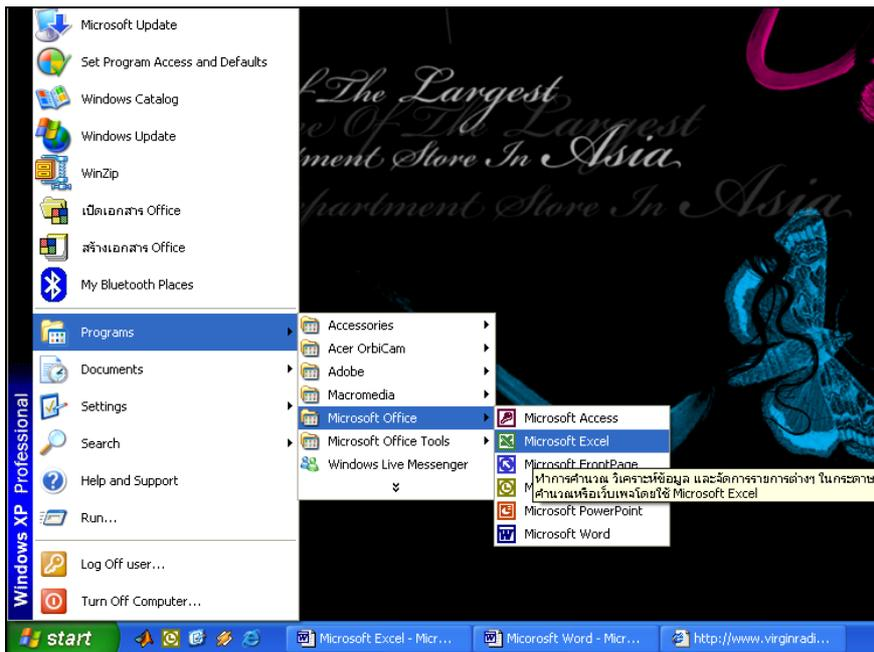 Microsoft Update
Set Program Access and Defaults
Windows Catalog
Windows Update
WinZip
เปิดเอกสาร Office
สร้างเอกสาร Office
My Bluetooth Places
Programs
Documents
Settings
Search
Help and Support
Run...
Log Off user...
Turn Off Computer...
Windows XP Professional
Accessories
Acer OrbiCam
Adobe
Macromedia
Microsoft Office
Microsoft Office Tools
Windows Live Messenger
Microsoft Access
Microsoft Excel
Microsoft FrontPage
ทำการคำนวณ วิเคราะห์ข้อมูล และจัดการรายการต่างๆ ในกระดาษ
คำนวณหรือเว็บเพจโดยใช้ Microsoft Excel
Microsoft PowerPoint
Microsoft Word
The Largest
Of The Largest
ment Store In Asia
partment Store In Asia
start
Microsoft Excel - Micr...
Micorosft Word - Micr...
http://www.virginradi...